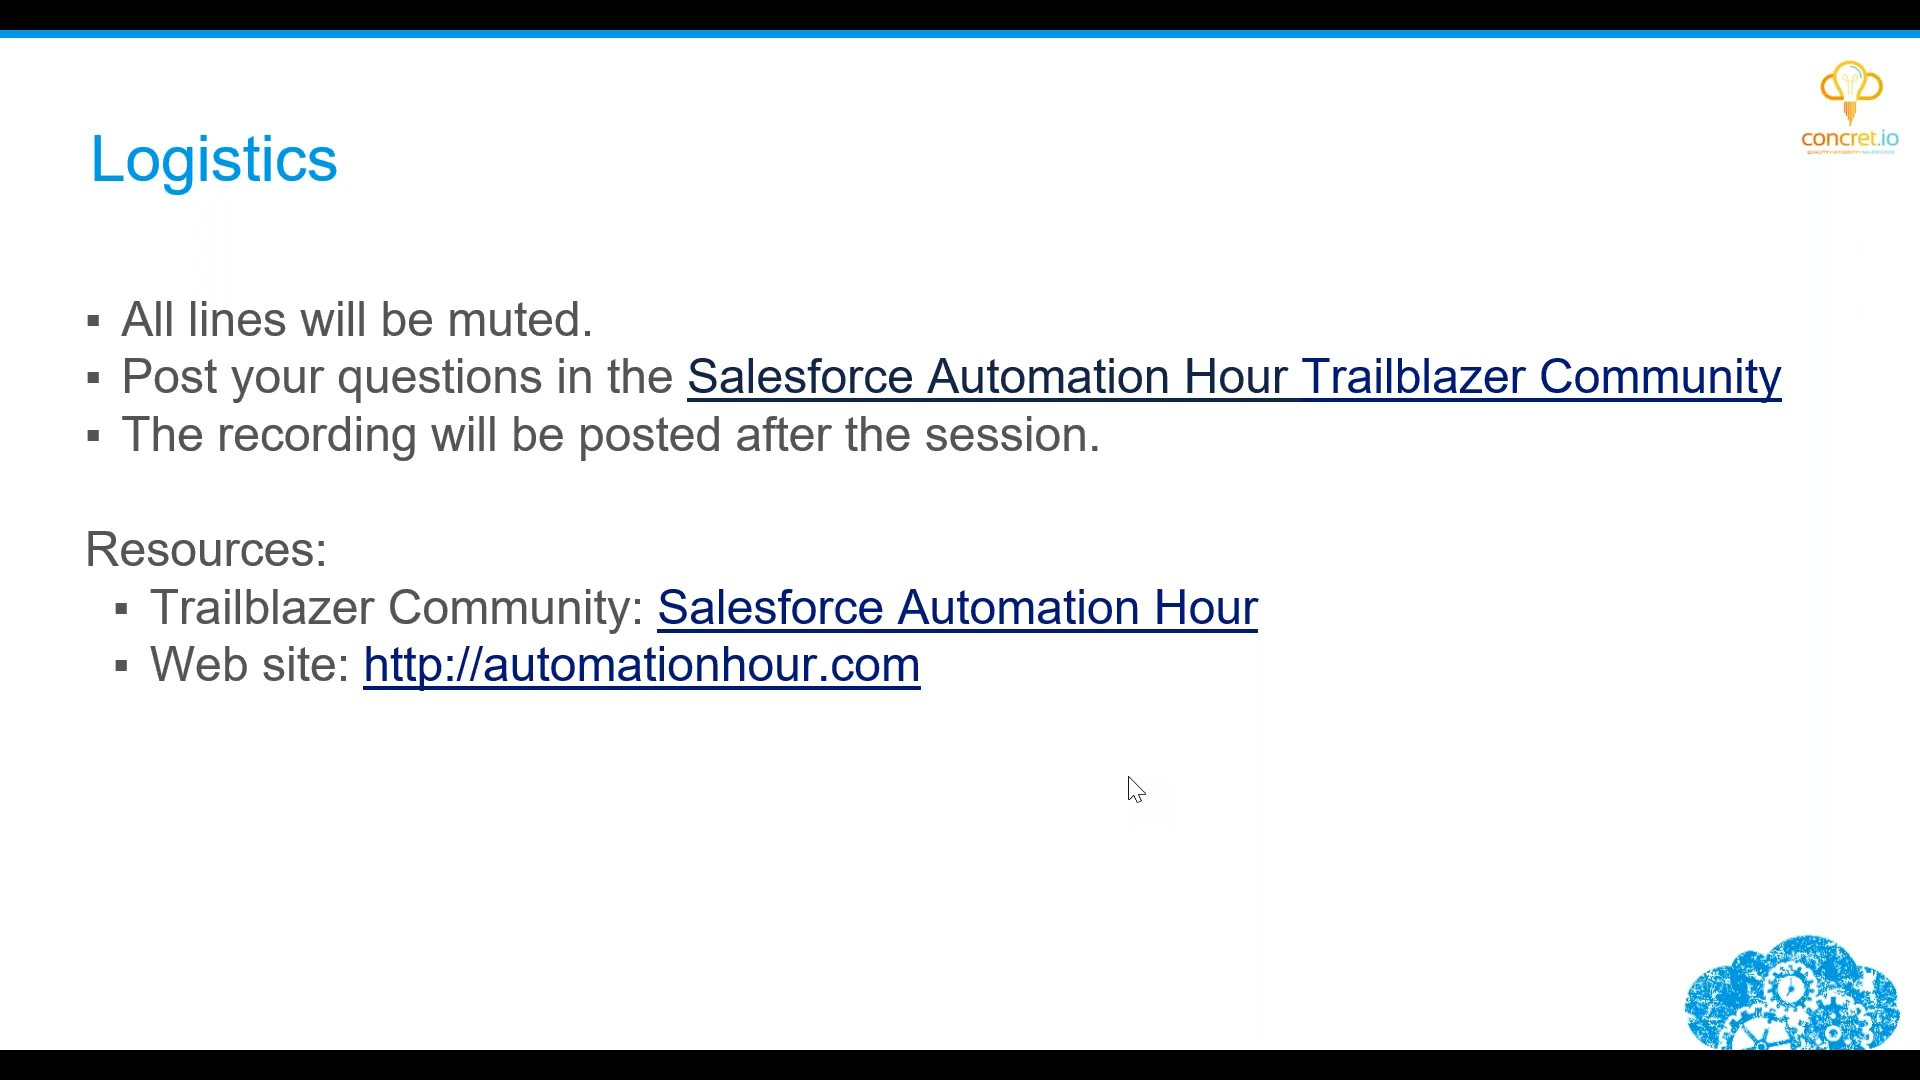 concret.io
Logistics
▪ All lines will be muted.
▪ Post your questions in the Salesforce Automation Hour Trailblazer Community
▪ The recording will be posted after the session.
Resources:
▪ Trailblazer Community: Salesforce Automation Hour
▪ Web site: http://automationhour.com